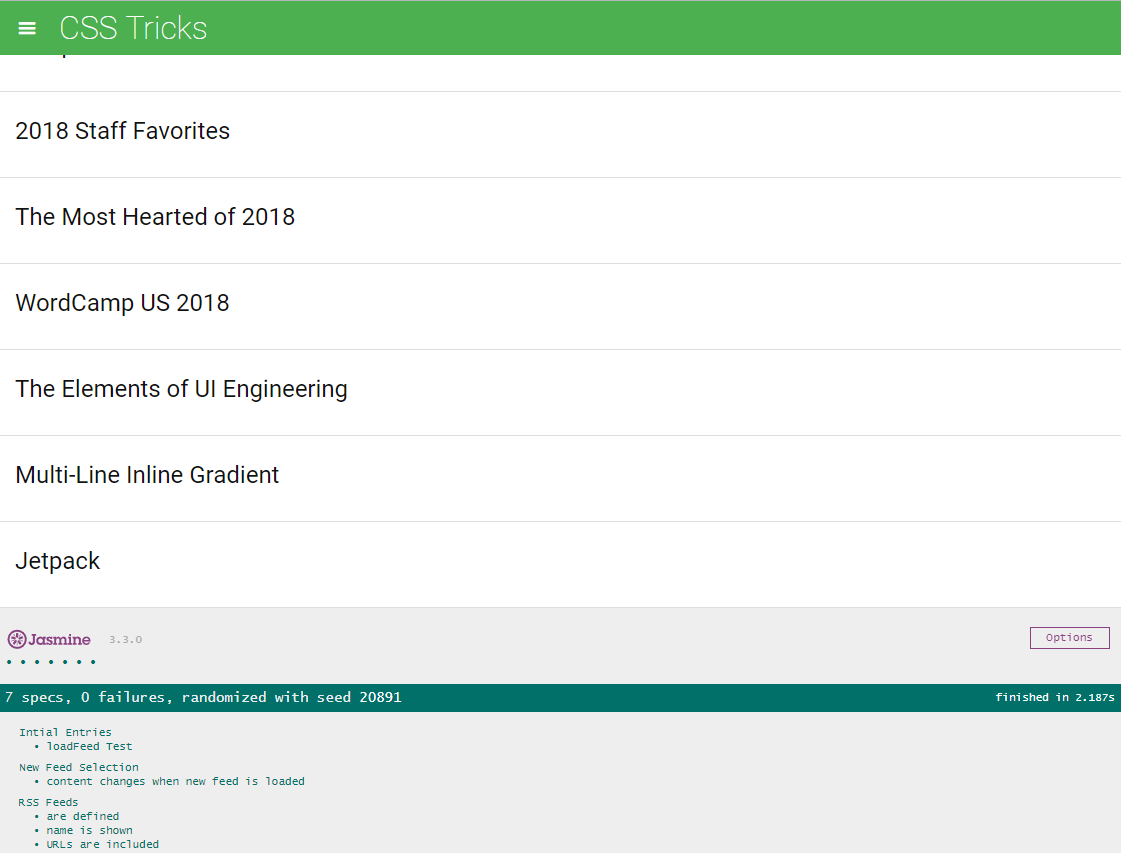 CSS Tricks
2018 Staff Favorites
The Most Hearted of 2018
WordCamp US 2018
The Elements of UI Engineering
Multi-Line Inline Gradient
Jetpack
Jasmine 3.3.0 Options
7 specs, 0 failures, randomized with seed 20891 finished in 2.187s
Intial Entries
• loadFeed Test
New Feed Selection
• content changes when new feed is loaded
RSS Feeds
• are defined
• name is shown
• URLs are included